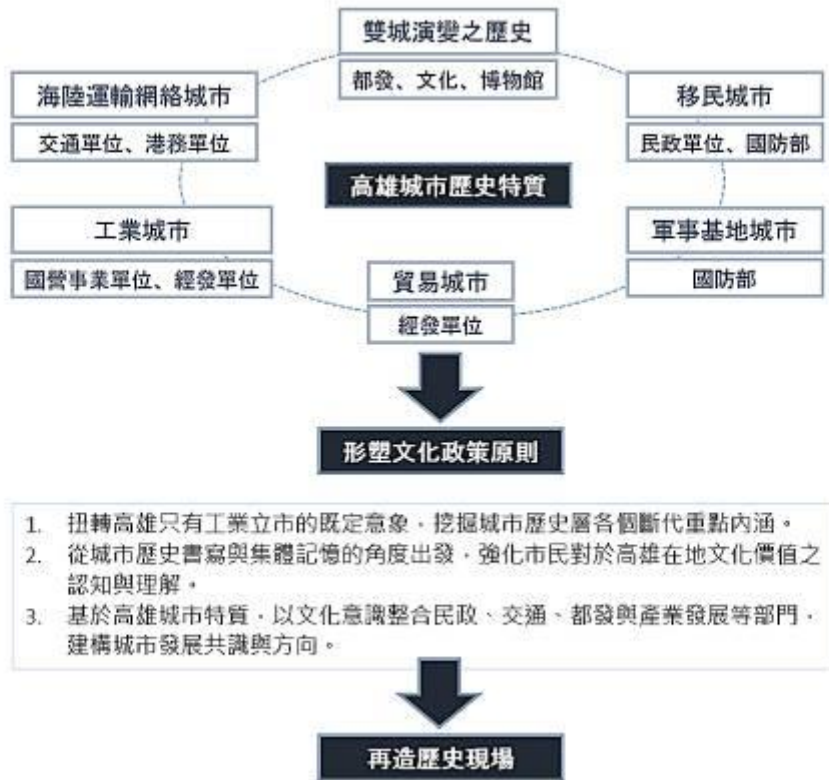 雙城演變之歷史
都發、文化、博物館
海陸運輸網絡城市
交通單位、港務單位
移民城市
民政單位、國防部
高雄城市歷史特質
工業城市
國營事業單位、經發單位
軍事基地城市
國防部
貿易城市
經發單位
形塑文化政策原則
1. 扭轉高雄只有工業立市的既定意象，挖掘城市歷史層各個斷代重點內涵。
2. 從城市歷史書寫與集體記憶的角度出發，強化市民對於高雄在地文化價值之
認知與理解。
3. 基於高雄城市特質，以文化意識整合民政、交通、都發與產業發展等部門，
建構城市發展共識與方向。
再造歷史現場